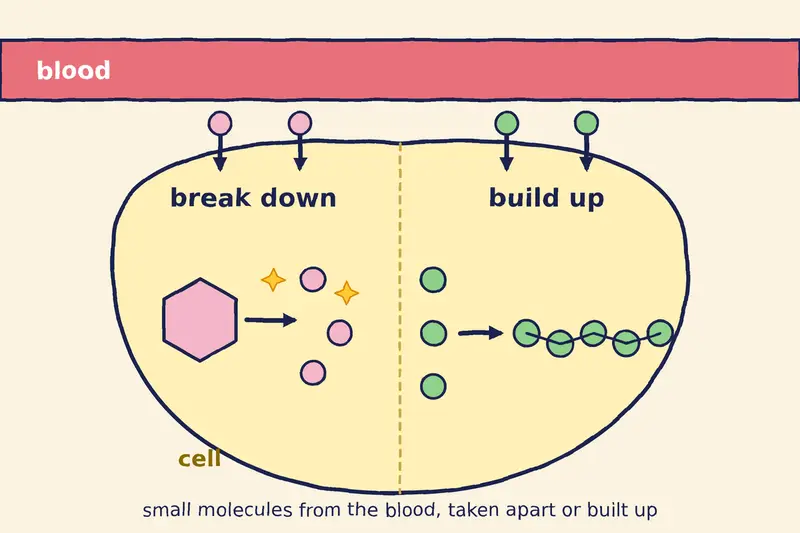 blood
break down
build up
cell
small molecules from the blood, taken apart or built up